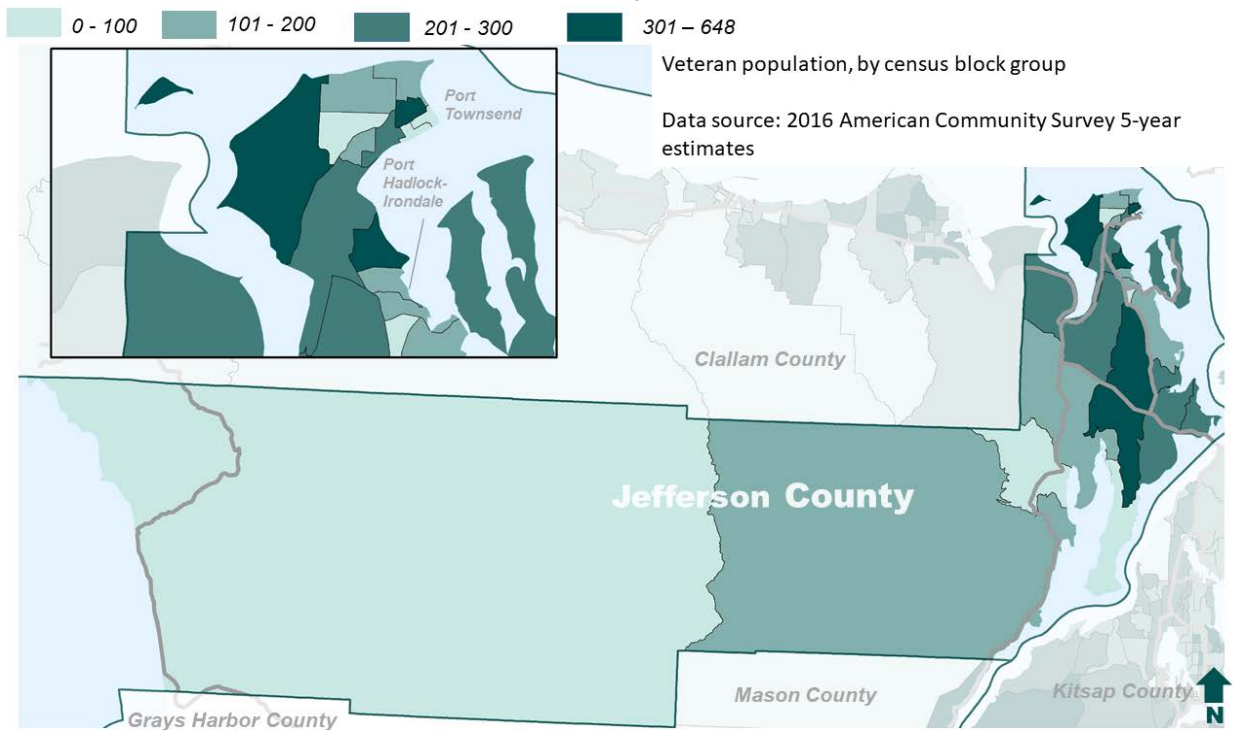 0 - 100
101 - 200
201 - 300
301 – 648
Veteran population, by census block group
Data source: 2016 American Community Survey 5-year
estimates
Port
Townsend
Port
Hadlock-
Irondale
Clallam County
Jefferson County
Mason County
Kitsap County
Grays Harbor County
N